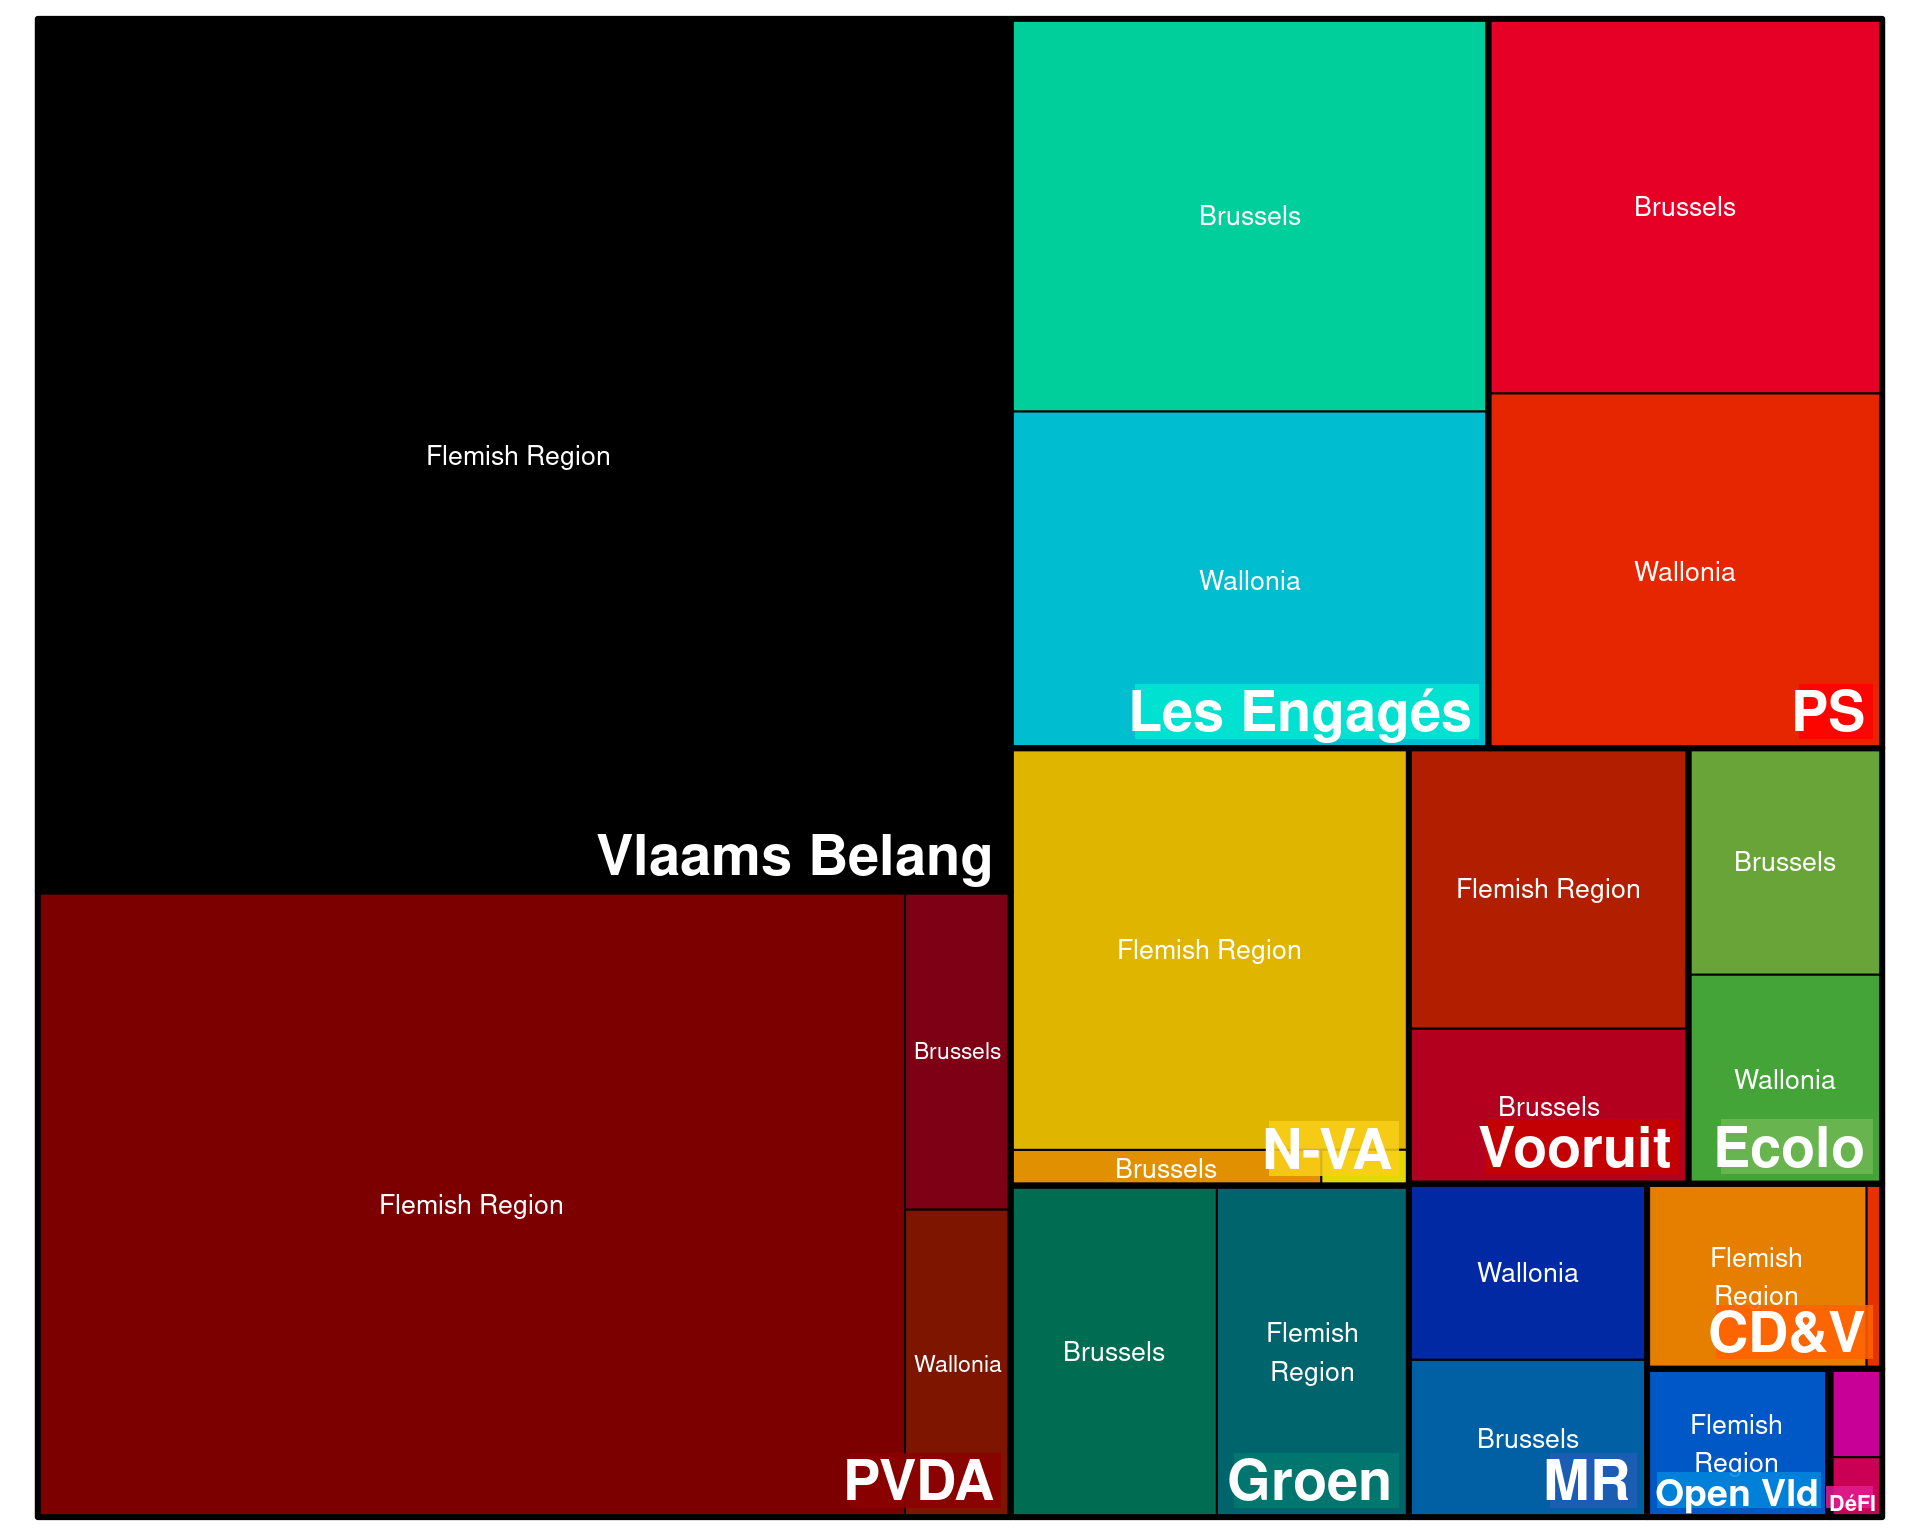 Flemish Region
Vlaams Belang
Flemish Region
Brussels
Wallonia
PVDA
Brussels
Wallonia
Les Engagés
Brussels
Wallonia
PS
Flemish Region
Brussels
N-VA
Flemish Region
Brussels
Vooruit
Brussels
Wallonia
Ecolo
Brussels
Flemish
Region
Groen
Wallonia
Brussels
MR
Flemish
Region
CD&V
Flemish
Region
Open Vld
DéFI